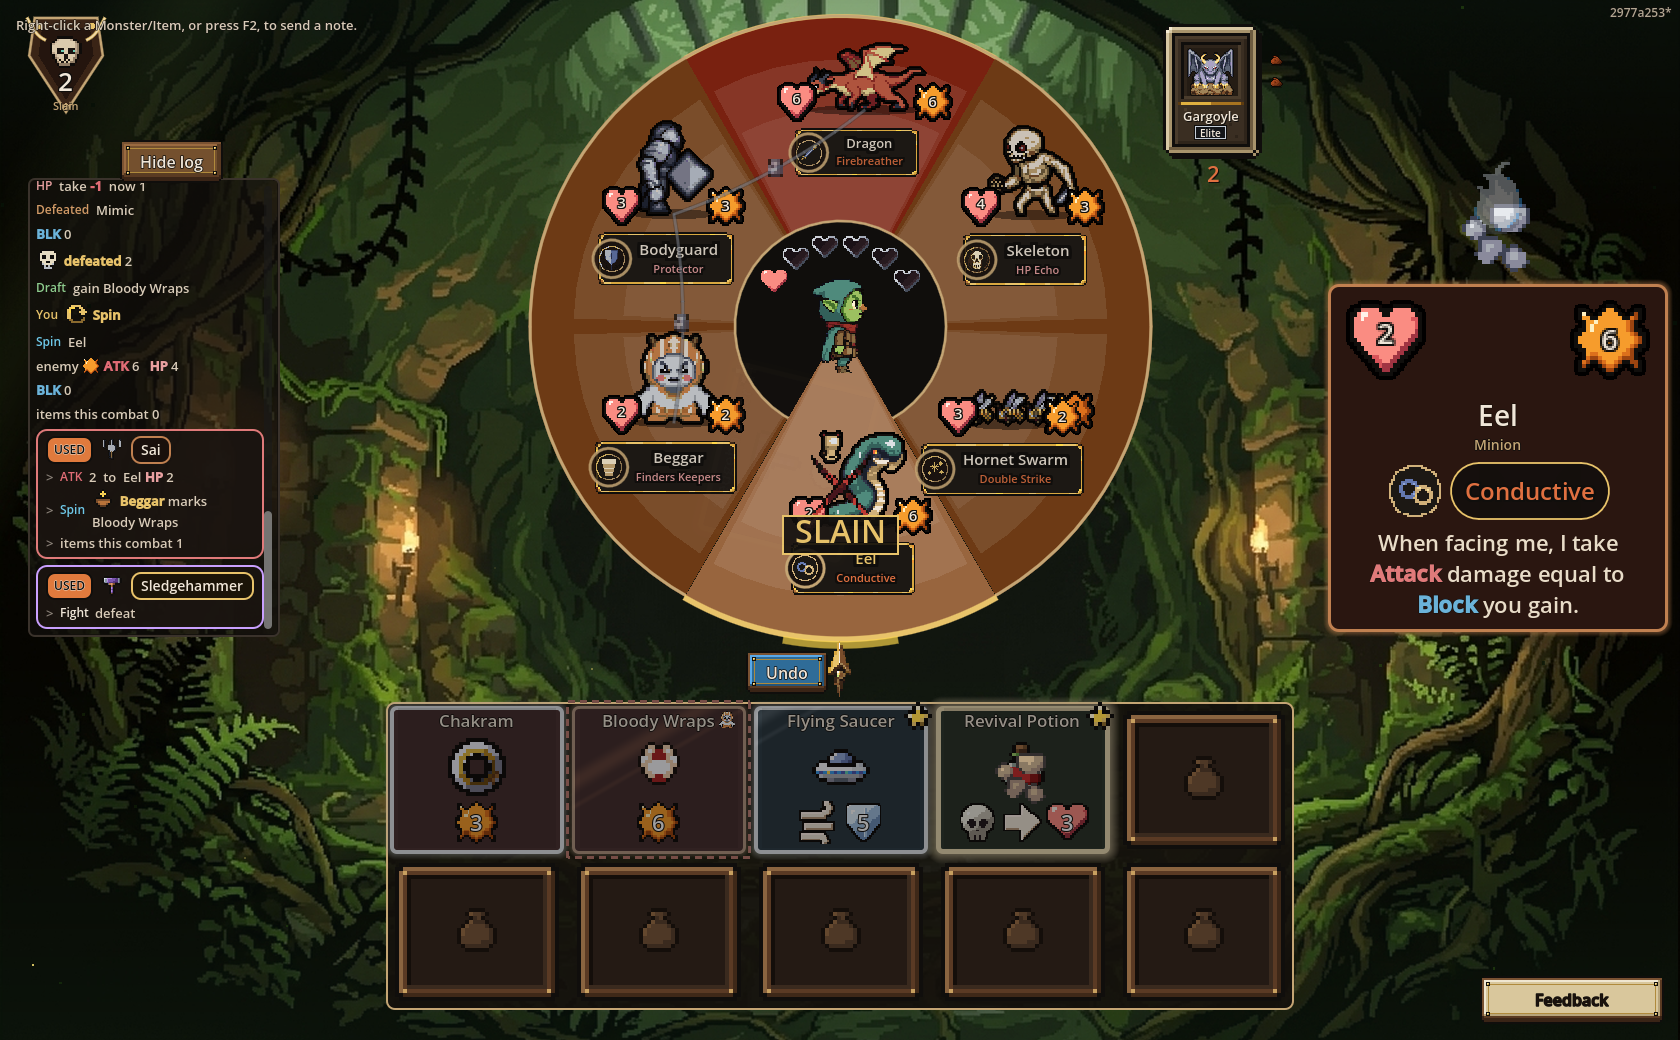 Right-click a Monster/Item, or press F2, to send a note.
2977a253*
2
Slain
Hide log
HP take -1 now 1
Defeated Mimic
BLK 0
defeated 2
Draft gain Bloody Wraps
You Spin
Spin Eel
enemy ATK 6 HP 4
BLK 0
items this combat 0
USED Sai
> ATK 2 to Eel HP 2
> Spin Beggar marks
Bloody Wraps
> items this combat 1
USED Sledgehammer
> Fight defeat
6
6
Dragon
Firebreather
3
3
Bodyguard
Protector
4
3
Skeleton
HP Echo
2
2
Beggar
Finders Keepers
3
2
Hornet Swarm
Double Strike
2
6
SLAIN
Eel
Conductive
Gargoyle
Elite
2
2
6
Eel
Minion
Conductive
When facing me, I take
Attack damage equal to
Block you gain.
Undo
Chakram
3
Bloody Wraps
6
Flying Saucer
5
Revival Potion
3
Feedback